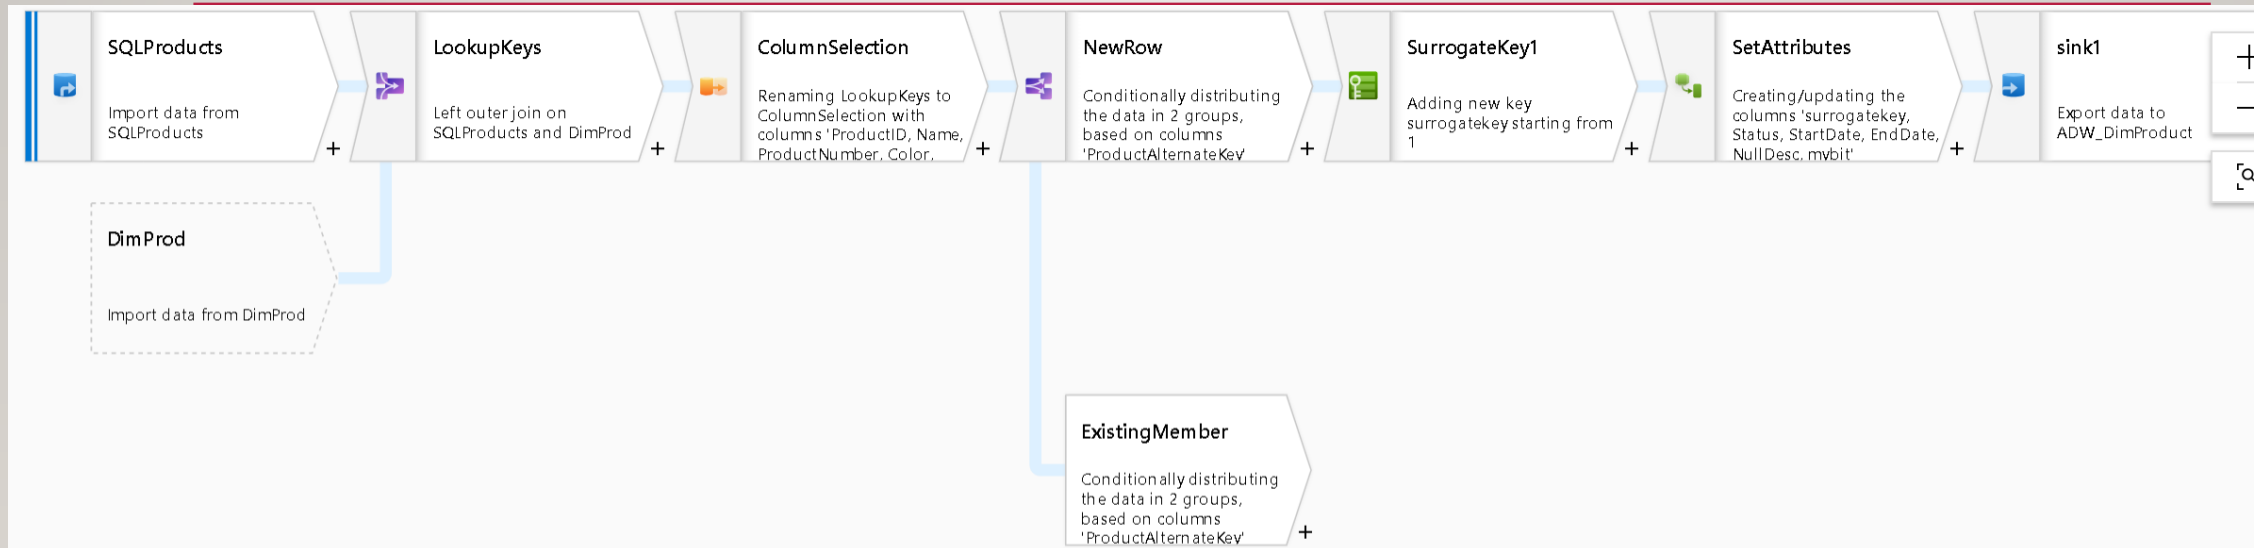 SQLProducts
Import data from
SQLProducts
+
LookupKeys
Left outer join on
SQLProducts and DimProd
+
ColumnSelection
Renaming LookupKeys to
ColumnSelection with
columns 'ProductID, Name,
ProductNumber, Color,
+
NewRow
Conditionally distributing
the data in 2 groups,
based on columns
'ProductAlternateKey'
+
SurrogateKey1
Adding new key
surrogatekey starting from
1
+
SetAttributes
Creating/updating the
columns 'surrogatekey,
Status, StartDate, EndDate,
NullDesc, mybit'
+
sink1
Export data to
ADW_DimProduct
DimProd
Import data from DimProd
ExistingMember
Conditionally distributing
the data in 2 groups,
based on columns
'ProductAlternateKey'
+